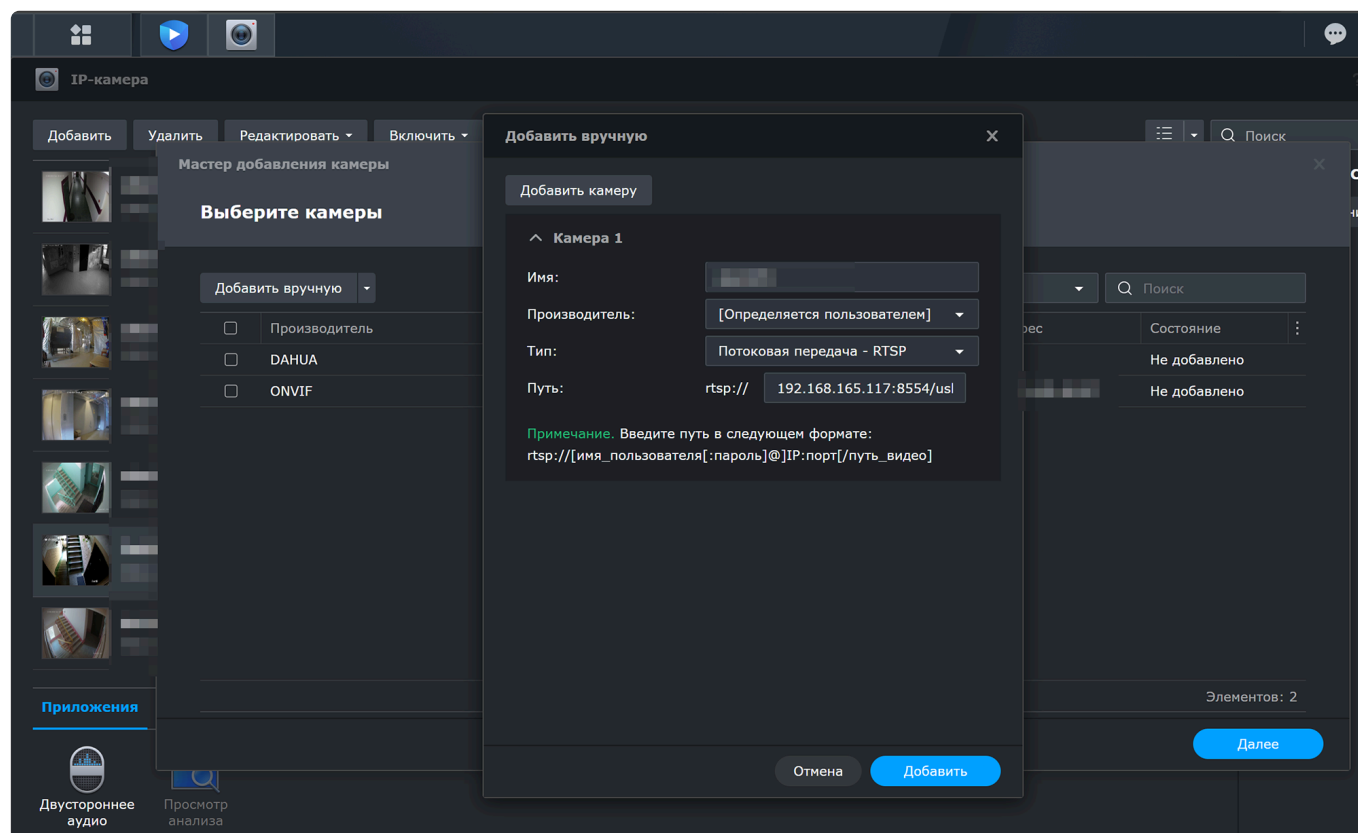 IP-камера
?
Добавить
Удалить
Редактировать
Включить
Поиск
Мастер добавления камеры
Выберите камеры
Добавить вручную
Поиск
Производитель
Состояние
DAHUA
Не добавлено
ONVIF
Не добавлено
Элементов: 2
Далее
Добавить вручную
Добавить камеру
Камера 1
Имя:
Производитель:
[Определяется пользователем]
Тип:
Потоковая передача - RTSP
Путь:
rtsp://
192.168.165.117:8554/usl
Примечание. Введите путь в следующем формате:
rtsp://[имя_пользователя[:пароль]@]IP:порт[/путь_видео]
Отмена
Добавить
Приложения
Двустороннее
аудио
Просмотр
анализа